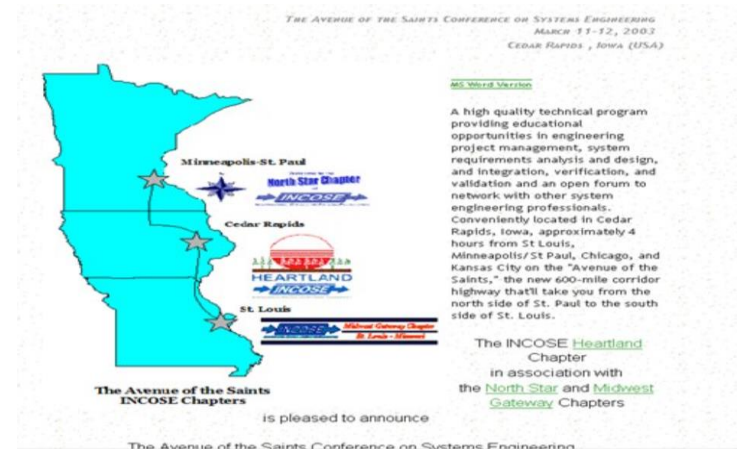 The Avenue of the Saints Conference on Systems Engineering
March 11-12, 2003
Cedar Rapids , Iowa (USA)
MS Word Version
A high quality technical program
providing educational
opportunities in engineering
project management, system
requirements analysis and design,
and integration, verification, and
validation and an open forum to
network with other system
engineering professionals.
Conveniently located in Cedar
Rapids, Iowa, approximately 4
hours from St Louis,
Minneapolis/St Paul, Chicago, and
Kansas City on the "Avenue of the
Saints," the new 600-mile corridor
highway that'll take you from the
north side of St. Paul to the south
side of St. Louis.
Minneapolis-St. Paul
North Star Chapter
INCOSE
Cedar Rapids
HEARTLAND
INCOSE
St. Louis
INCOSE
Midwest Gateway Chapter
St. Louis - Missouri
The Avenue of the Saints
INCOSE Chapters
The INCOSE Heartland
Chapter
in association with
the North Star and Midwest
Gateway Chapters
is pleased to announce
The Avenue of the Saints Conference on Systems Engineering